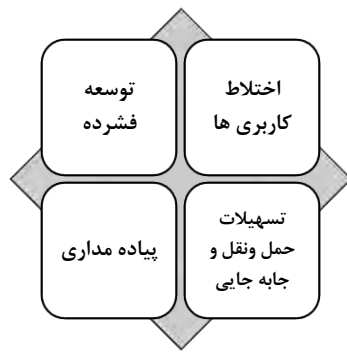 اختلاط
کاربری ها
توسعه
فشرده
تسهیلات
حمل ونقل و
جابه جایی
پیاده مداری